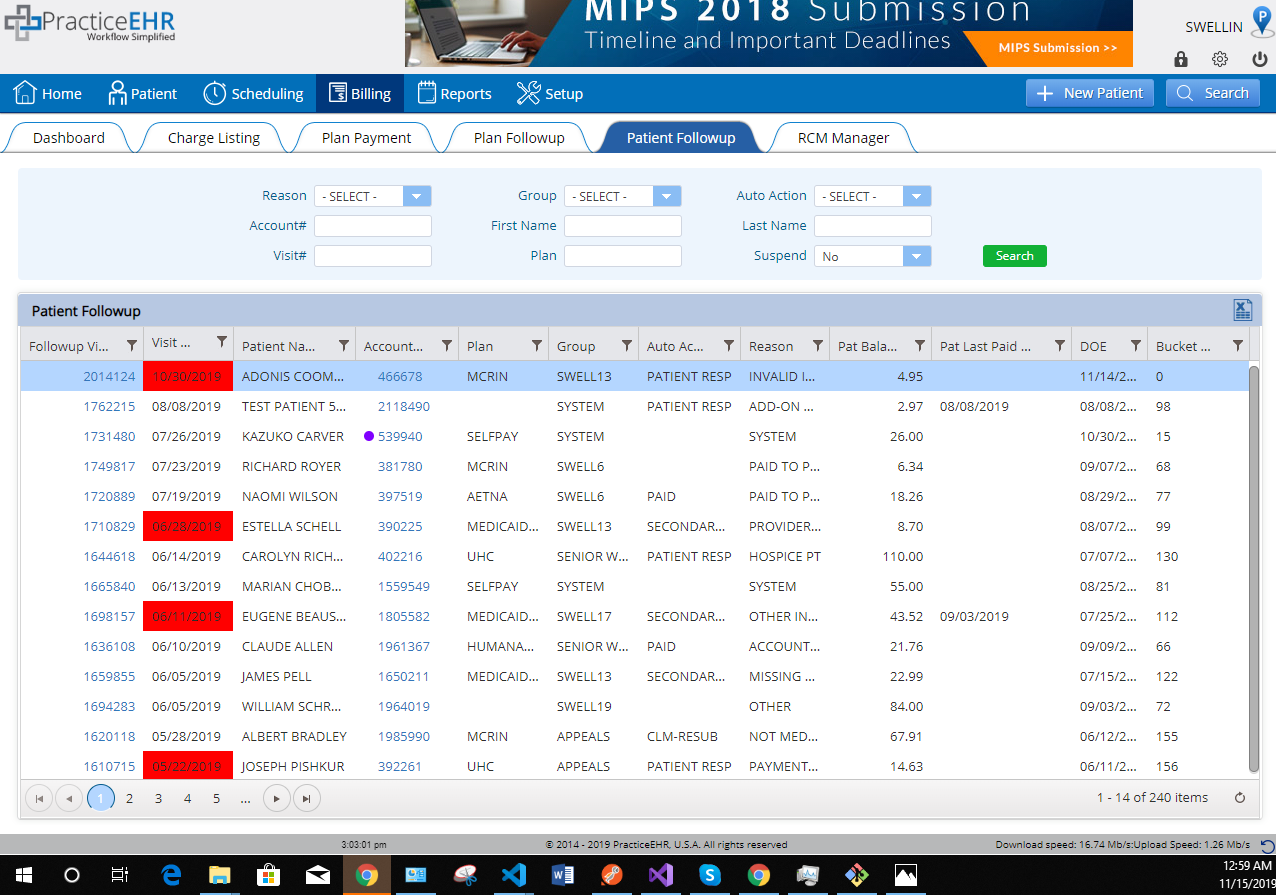 PracticeEHR
Workflow Simplified
MIPS 2018 Submission
Timeline and Important Deadlines
MIPS Submission >>
SWELLIN
P
Home Patient Scheduling Billing Reports Setup New Patient Search
Dashboard Charge Listing Plan Payment Plan Followup Patient Followup RCM Manager
Reason - SELECT - Group - SELECT - Auto Action - SELECT -
Account# First Name Last Name
Visit# Plan Suspend No Search
Patient Followup
Followup Vi... Visit ... Patient Na... Account... Plan Group Auto Ac... Reason Pat Bala... Pat Last Paid ... DOE Bucket ...
2014124 10/30/2019 ADONIS COOM... 466678 MCRIN SWELL13 PATIENT RESP INVALID I... 4.95 11/14/2... 0
1762215 08/08/2019 TEST PATIENT 5... 2118490 SYSTEM PATIENT RESP ADD-ON ... 2.97 08/08/2019 08/08/2... 98
1731480 07/26/2019 KAZUKO CARVER 539940 SELFPAY SYSTEM SYSTEM 26.00 10/30/2... 15
1749817 07/23/2019 RICHARD ROYER 381780 MCRIN SWELL6 PAID TO P... 6.34 09/07/2... 68
1720889 07/19/2019 NAOMI WILSON 397519 AETNA SWELL6 PAID PAID TO P... 18.26 08/29/2... 77
1710829 06/28/2019 ESTELLA SCHELL 390225 MEDICAID... SWELL13 SECONDAR... PROVIDER... 8.70 08/07/2... 99
1644618 06/14/2019 CAROLYN RICH... 402216 UHC SENIOR W... PATIENT RESP HOSPICE PT 110.00 07/07/2... 130
1665840 06/13/2019 MARIAN CHOB... 1559549 SELFPAY SYSTEM SYSTEM 55.00 08/25/2... 81
1698157 06/11/2019 EUGENE BEAUS... 1805582 MEDICAID... SWELL17 SECONDAR... OTHER IN... 43.52 09/03/2019 07/25/2... 112
1636108 06/10/2019 CLAUDE ALLEN 1961367 HUMANA... SENIOR W... PAID ACCOUNT... 21.76 09/09/2... 66
1659855 06/05/2019 JAMES PELL 1650211 MEDICAID... SWELL13 SECONDAR... MISSING ... 22.99 07/15/2... 122
1694283 06/05/2019 WILLIAM SCHR... 1964019 SWELL19 OTHER 84.00 09/03/2... 72
1620118 05/28/2019 ALBERT BRADLEY 1985990 MCRIN APPEALS CLM-RESUB NOT MED... 67.91 06/12/2... 155
1610715 05/22/2019 JOSEPH PISHKUR 392261 UHC APPEALS PATIENT RESP PAYMENT... 14.63 06/11/2... 156
1 2 3 4 5 ... 1 - 14 of 240 items
3:03:01 pm © 2014 - 2019 PracticeEHR, U.S.A. All rights reserved Download speed: 16.74 Mb/s:Upload Speed: 1.26 Mb/s
12:59 AM
11/15/2019